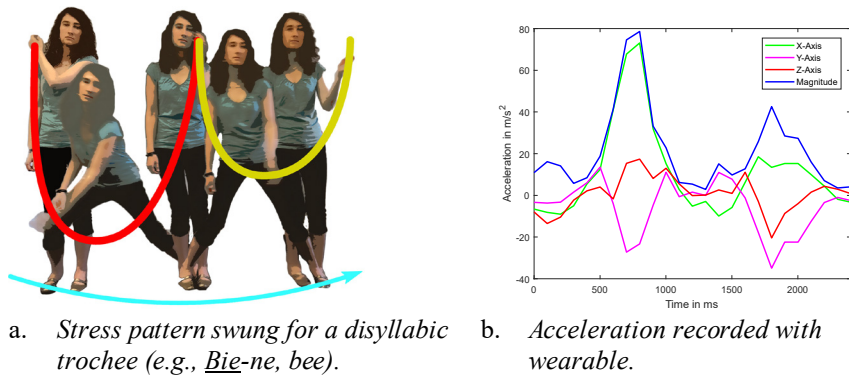 80
60
40
20
0
-20
-40
Acceleration in m/s²
X-Axis
Y-Axis
Z-Axis
Magnitude
0
500
1000
1500
2000
Time in ms
a. Stress pattern swung for a disyllabic
trochee (e.g., Bie-ne, bee).
b. Acceleration recorded with
wearable.